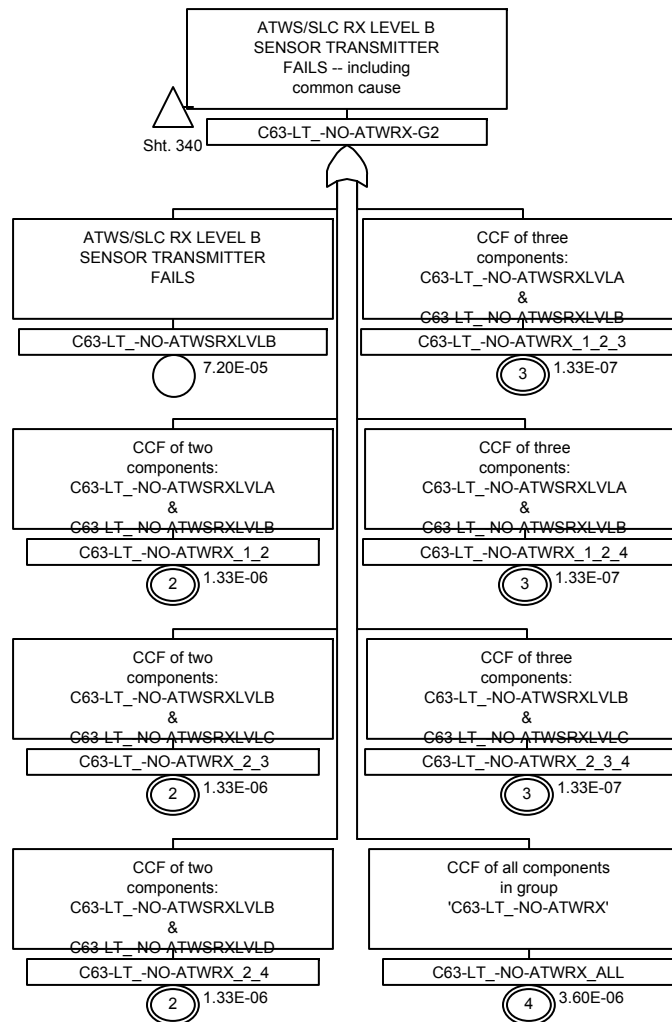 ATWS/SLC RX LEVEL B
SENSOR TRANSMITTER
FAILS -- including
common cause
Sht. 340
C63-LT_-NO-ATWRX-G2
ATWS/SLC RX LEVEL B
SENSOR TRANSMITTER
FAILS
C63-LT_-NO-ATWSRXLVLB
7.20E-05
CCF of three
components:
C63-LT_-NO-ATWSRXLVLA
&
C63-LT_-NO-ATWSRXLVLB
C63-LT_-NO-ATWRX_1_2_3
3
1.33E-07
CCF of two
components:
C63-LT_-NO-ATWSRXLVLA
&
C63-LT_-NO-ATWSRXLVLB
C63-LT_-NO-ATWRX_1_2
2
1.33E-06
CCF of three
components:
C63-LT_-NO-ATWSRXLVLA
&
C63-LT_-NO-ATWSRXLVLB
C63-LT_-NO-ATWRX_1_2_4
3
1.33E-07
CCF of two
components:
C63-LT_-NO-ATWSRXLVLB
&
C63-LT_-NO-ATWSRXLVLC
C63-LT_-NO-ATWRX_2_3
2
1.33E-06
CCF of three
components:
C63-LT_-NO-ATWSRXLVLB
&
C63-LT_-NO-ATWSRXLVLC
C63-LT_-NO-ATWRX_2_3_4
3
1.33E-07
CCF of two
components:
C63-LT_-NO-ATWSRXLVLB
&
C63-LT_-NO-ATWSRXLVLD
C63-LT_-NO-ATWRX_2_4
2
1.33E-06
CCF of all components
in group
'C63-LT_-NO-ATWRX'
C63-LT_-NO-ATWRX_ALL
4
3.60E-06